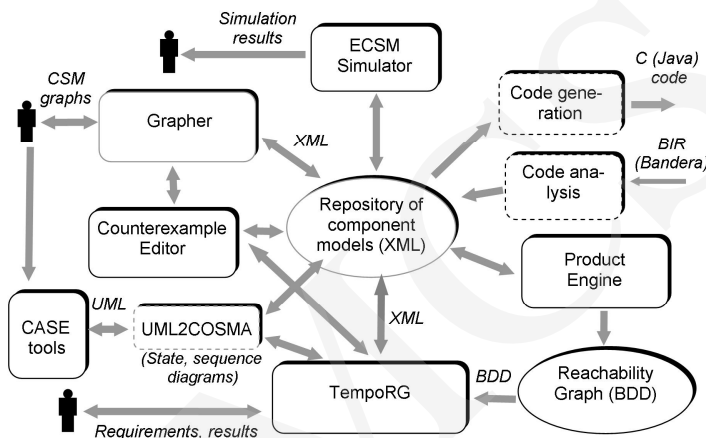 Simulation
results
ECSM
Simulator
C (Java)
code
CSM
graphs
Code gene-
ration
Grapher
XML
BIR
(Bandera)
Code ana-
lysis
Repository of
component
models (XML)
Counterexample
Editor
Product
Engine
UML
XML
CASE
tools
UML2COSMA
(State, sequence
diagrams)
TempoRG
BDD
Reachability
Graph (BDD)
Requirements, results